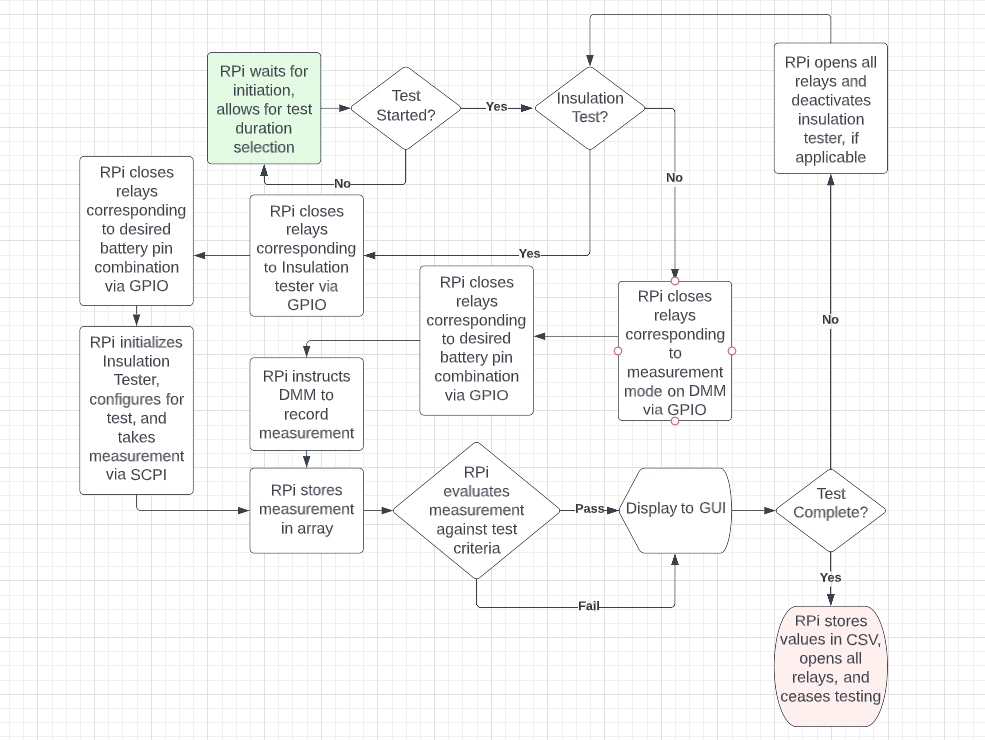 RPi waits for
initiation,
allows for test
duration
selection
Test
Started?
Yes
No
Insulation
Test?
No
Yes
RPi opens all
relays and
deactivates
insulation
tester, if
applicable
RPi closes
relays
corresponding
to desired
battery pin
combination
via GPIO
RPi closes
relays
corresponding
to Insulation
tester via
GPIO
RPi closes
relays
corresponding
to desired
battery pin
combination
via GPIO
RPi closes
relays
corresponding
to
measurement
mode on DMM
via GPIO
No
RPi initializes
Insulation
Tester,
configures for
test, and
takes
measurement
via SCPI
RPi instructs
DMM to
record
measurement
RPi stores
measurement
in array
RPi
evaluates
measurement
against test
criteria
Pass
Fail
Display to GUI
Test
Complete?
Yes
RPi stores
values in CSV,
opens all
relays, and
ceases testing